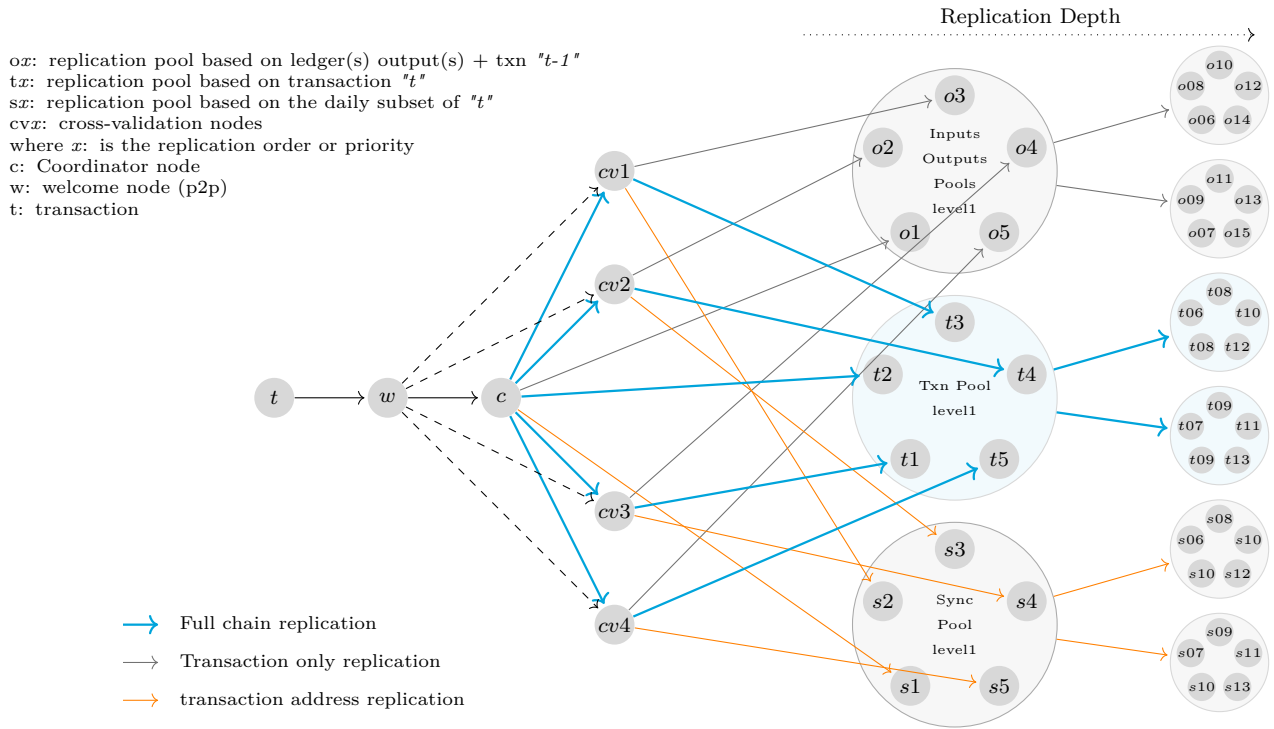 Replication Depth
ox: replication pool based on ledger(s) output(s) + txn "t-1"
tx: replication pool based on transaction "t"
sx: replication pool based on the daily subset of "t"
cvx: cross-validation nodes
where x: is the replication order or priority
c: Coordinator node
w: welcome node (p2p)
t: transaction
t
w
c
cv1
cv2
cv3
cv4
o3
o2
o4
o1
o5
Inputs
Outputs
Pools
level1
t3
t2
t4
t1
t5
Txn Pool
level1
s3
s2
s4
s1
s5
Sync
Pool
level1
o10
o08
o12
o06
o14
o11
o09
o13
o07
o15
t08
t06
t10
t08
t12
t09
t07
t11
t09
t13
s08
s06
s10
s10
s12
s09
s07
s11
s10
s13
Full chain replication
Transaction only replication
transaction address replication